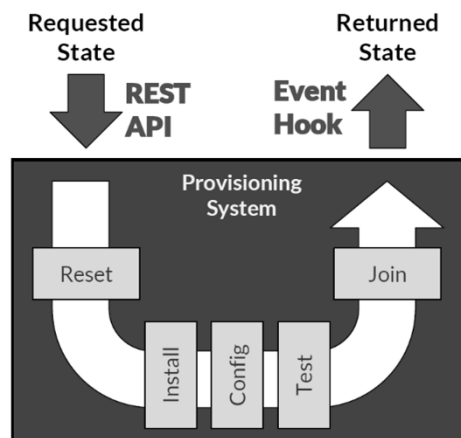 Requested
State
Returned
State
REST
API
Event
Hook
Provisioning
System
Reset
Join
Install
Config
Test